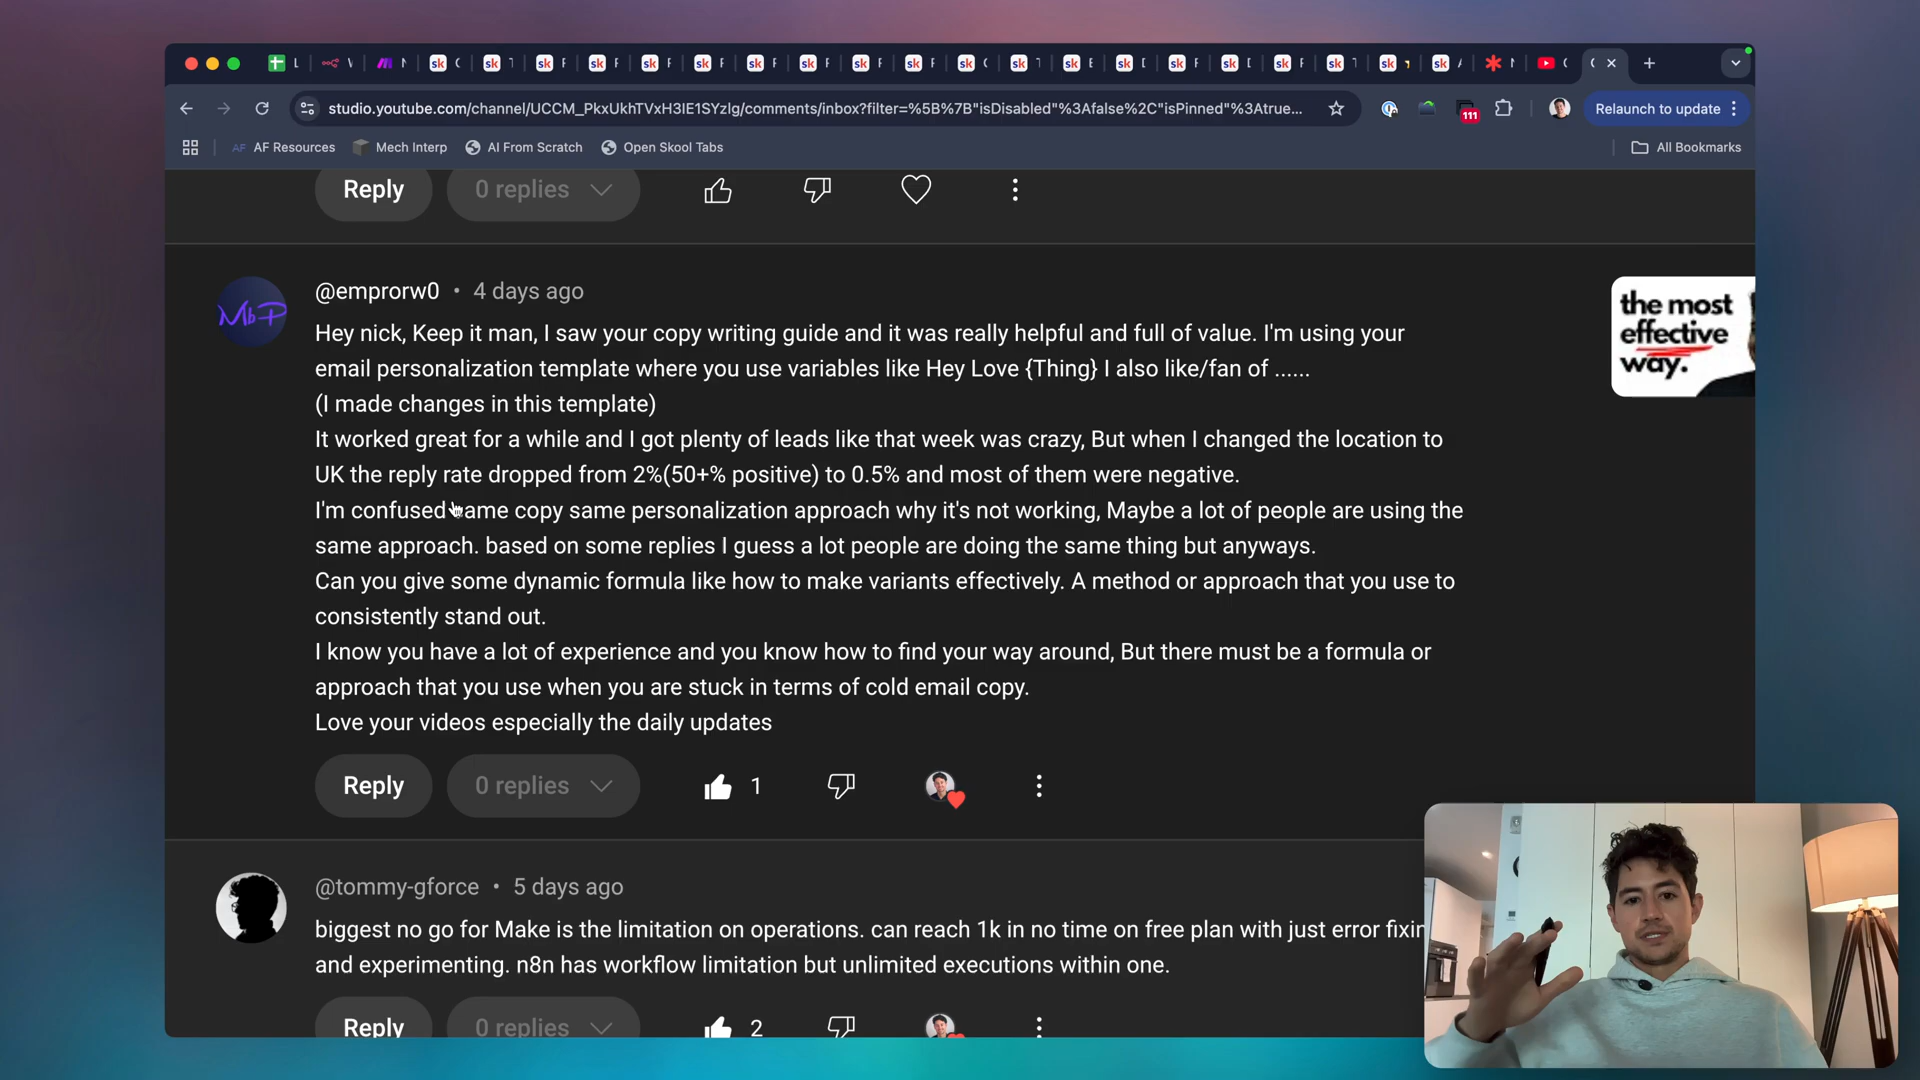 studio.youtube.com/channel/UCCM_PkxUkhTVxH3IE1SYzIg/comments/inbox?filter=%5B%7B"isDisabled"%3Afalse%2C"isPinned"%3Atrue...
111
Relaunch to update
AF Resources
Mech Interp
AI From Scratch
Open Skool Tabs
All Bookmarks
Reply
0 replies
@emprorw0 • 4 days ago
Hey nick, Keep it man, I saw your copy writing guide and it was really helpful and full of value. I'm using your
email personalization template where you use variables like Hey Love {Thing} I also like/fan of ......
(I made changes in this template)
It worked great for a while and I got plenty of leads like that week was crazy, But when I changed the location to
UK the reply rate dropped from 2%(50+% positive) to 0.5% and most of them were negative.
I'm confused same copy same personalization approach why it's not working, Maybe a lot of people are using the
same approach. based on some replies I guess a lot people are doing the same thing but anyways.
Can you give some dynamic formula like how to make variants effectively. A method or approach that you use to
consistently stand out.
I know you have a lot of experience and you know how to find your way around, But there must be a formula or
approach that you use when you are stuck in terms of cold email copy.
Love your videos especially the daily updates
the most
effective
way.
MbP
Reply
0 replies
1
@tommy-gforce • 5 days ago
biggest no go for Make is the limitation on operations. can reach 1k in no time on free plan with just error fixin
and experimenting. n8n has workflow limitation but unlimited executions within one.
Reply
0 replies
2